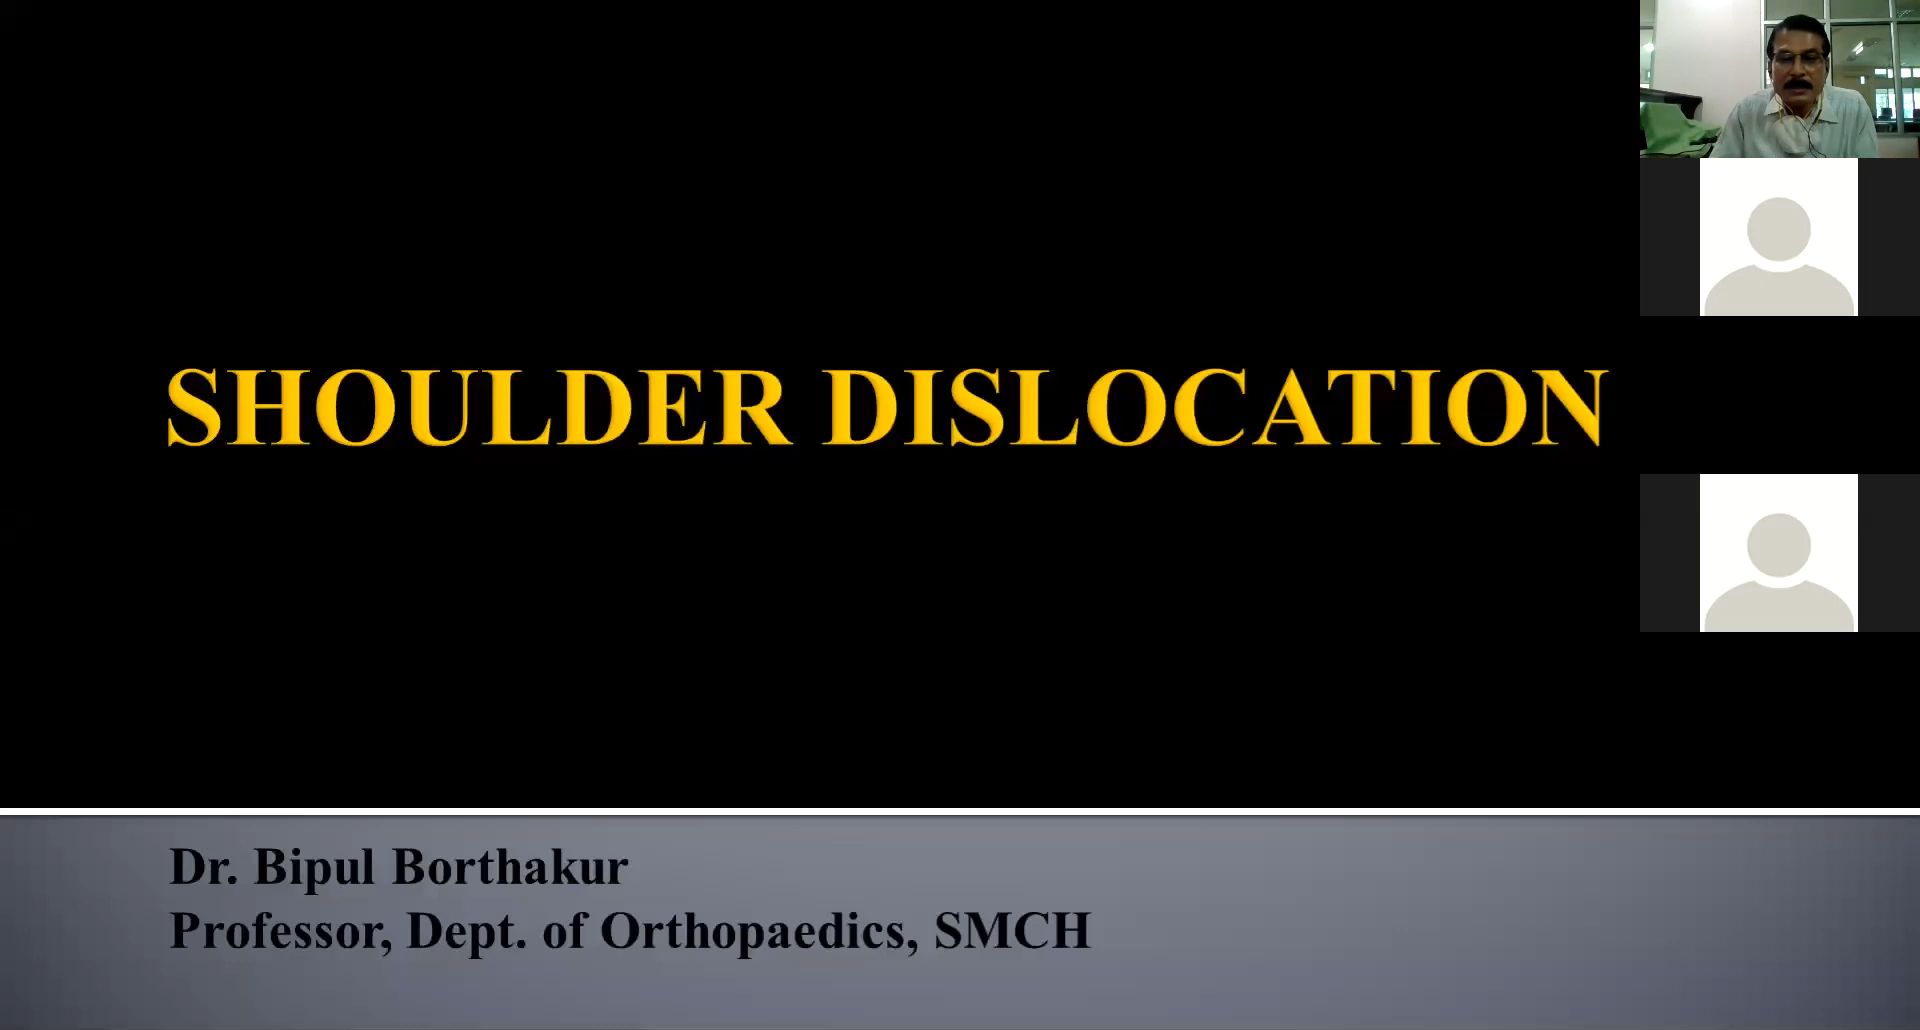 SHOULDER DISLOCATION
Dr. Bipul Borthakur
Professor, Dept. of Orthopaedics, SMCH